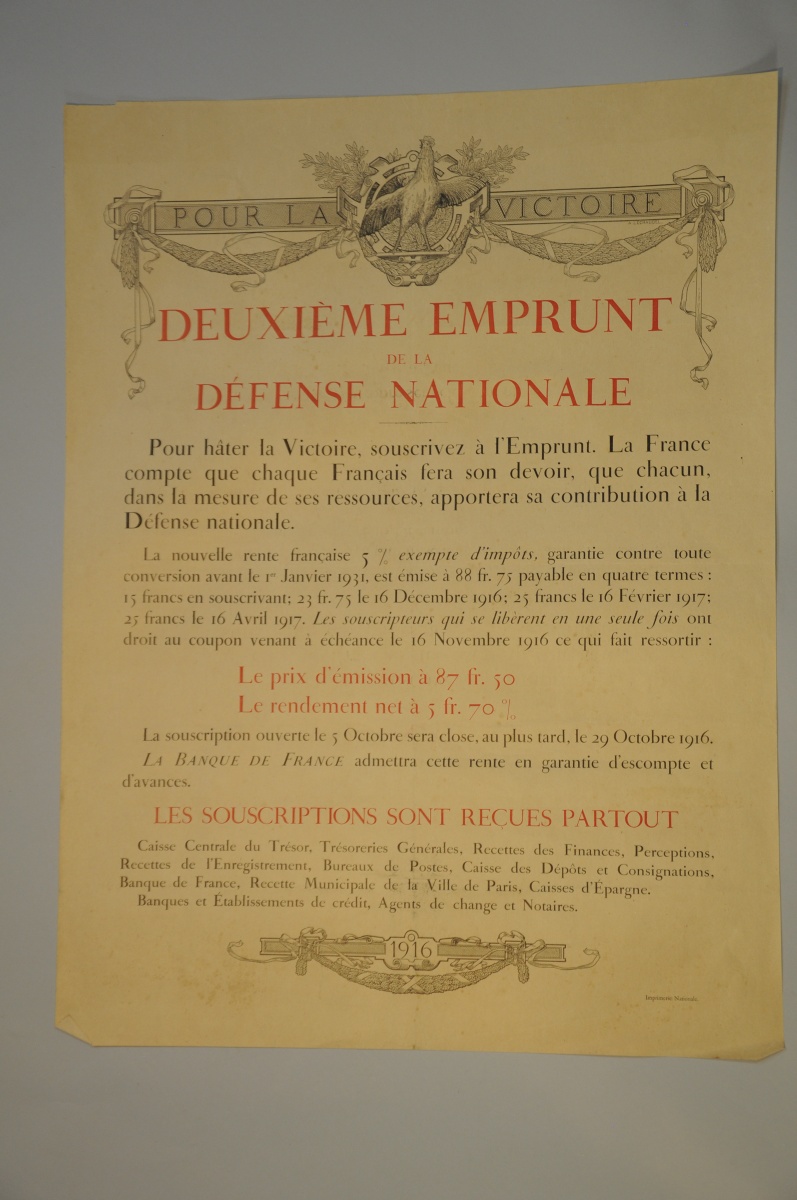 POUR LA VICTOIRE
DEUXIÈME EMPRUNT
DE LA
DÉFENSE NATIONALE
Pour hâter la Victoire, souscrivez à l'Emprunt. La France
compte que chaque Français fera son devoir, que chacun,
dans la mesure de ses ressources, apportera sa contribution à la
Défense nationale.
La nouvelle rente française 5 % exempte d'impôts, garantie contre toute
conversion avant le 1er Janvier 1931, est émise à 88 fr. 75 payable en quatre termes :
15 francs en souscrivant; 23 fr. 75 le 16 Décembre 1916; 25 francs le 16 Février 1917;
25 francs le 16 Avril 1917. Les souscripteurs qui se libèrent en une seule fois ont
droit au coupon venant à échéance le 16 Novembre 1916 ce qui fait ressortir :
Le prix d'émission à 87 fr. 50
Le rendement net à 5 fr. 70 %
La souscription ouverte le 5 Octobre sera close, au plus tard, le 29 Octobre 1916.
LA BANQUE DE FRANCE admettra cette rente en garantie d'escompte et
d'avances.
LES SOUSCRIPTIONS SONT REÇUES PARTOUT
Caisse Centrale du Trésor, Trésoreries Générales, Recettes des Finances, Perceptions,
Recettes de l'Enregistrement, Bureaux de Postes, Caisse des Dépôts et Consignations,
Banque de France, Recette Municipale de la Ville de Paris, Caisses d'Épargne.
Banques et Établissements de crédit, Agents de change et Notaires.
1916
Imprimerie Nationale.